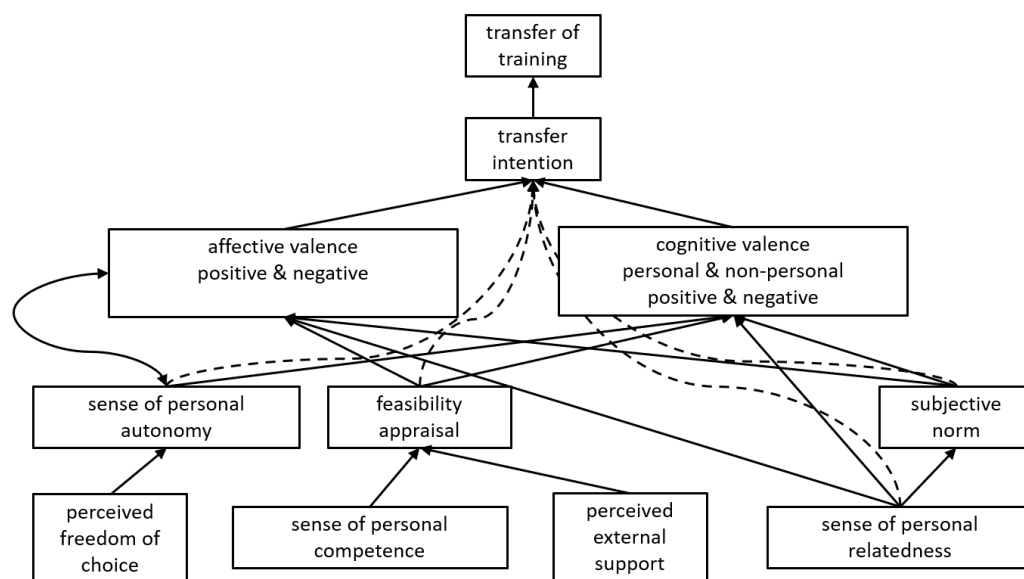 transfer of
training
transfer
intention
affective valence
positive & negative
cognitive valence
personal & non-personal
positive & negative
sense of personal
autonomy
feasibility
appraisal
subjective
norm
perceived
freedom of
choice
sense of personal
competence
perceived
external
support
sense of personal
relatedness